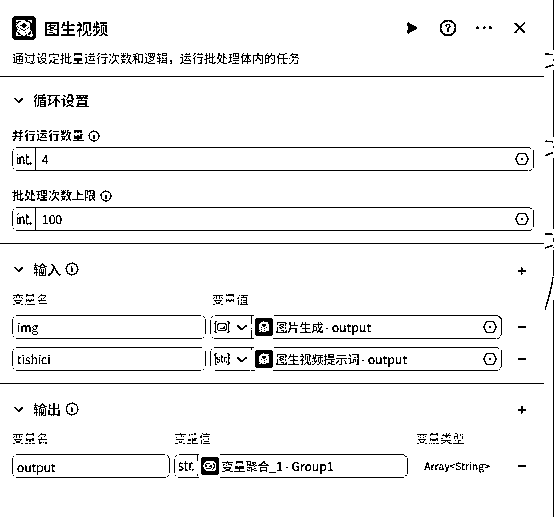 图生视频
通过设定批量运行次数和逻辑，运行批处理体内的任务
循环设置
并行运行数量
int. 4
批处理次数上限
int. 100
输入
变量名 变量值
img 图片生成 - output
tishici [str] 图生视频提示词 - output
输出
变量名 变量值 变量类型
output str. 变量聚合_1 - Group1 Array<String>